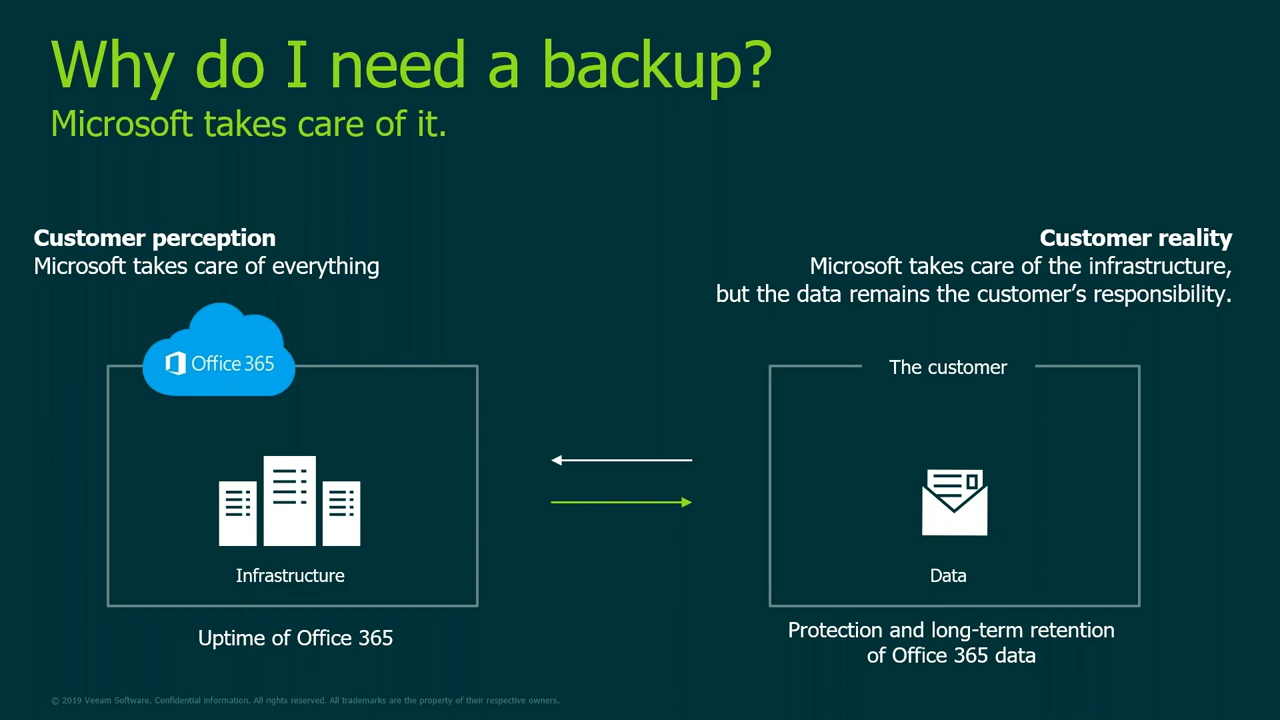 Why do I need a backup?
Microsoft takes care of it.
Customer perception
Microsoft takes care of everything
Customer reality
Microsoft takes care of the infrastructure,
but the data remains the customer’s responsibility.
Office 365
Infrastructure
Uptime of Office 365
The customer
Data
Protection and long-term retention
of Office 365 data
© 2019 Veeam Software. Confidential information. All rights reserved. All trademarks are the property of their respective owners.